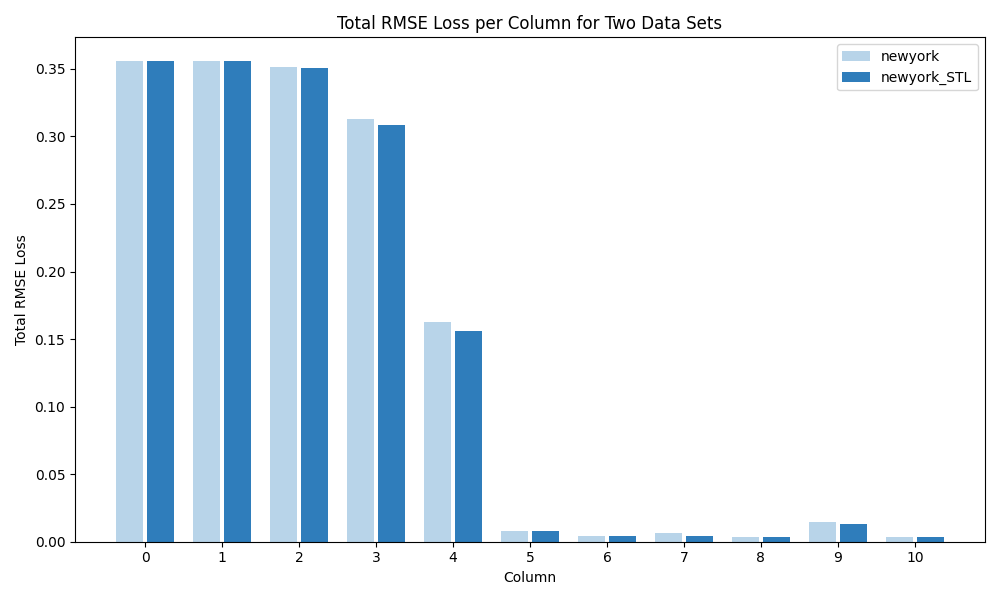 Total RMSE Loss per Column for Two Data Sets
newyork
newyork_STL
0.35
0.30
0.25
0.20
0.15
0.10
0.05
0.00
Total RMSE Loss
0 1 2 3 4 5 6 7 8 9 10
Column